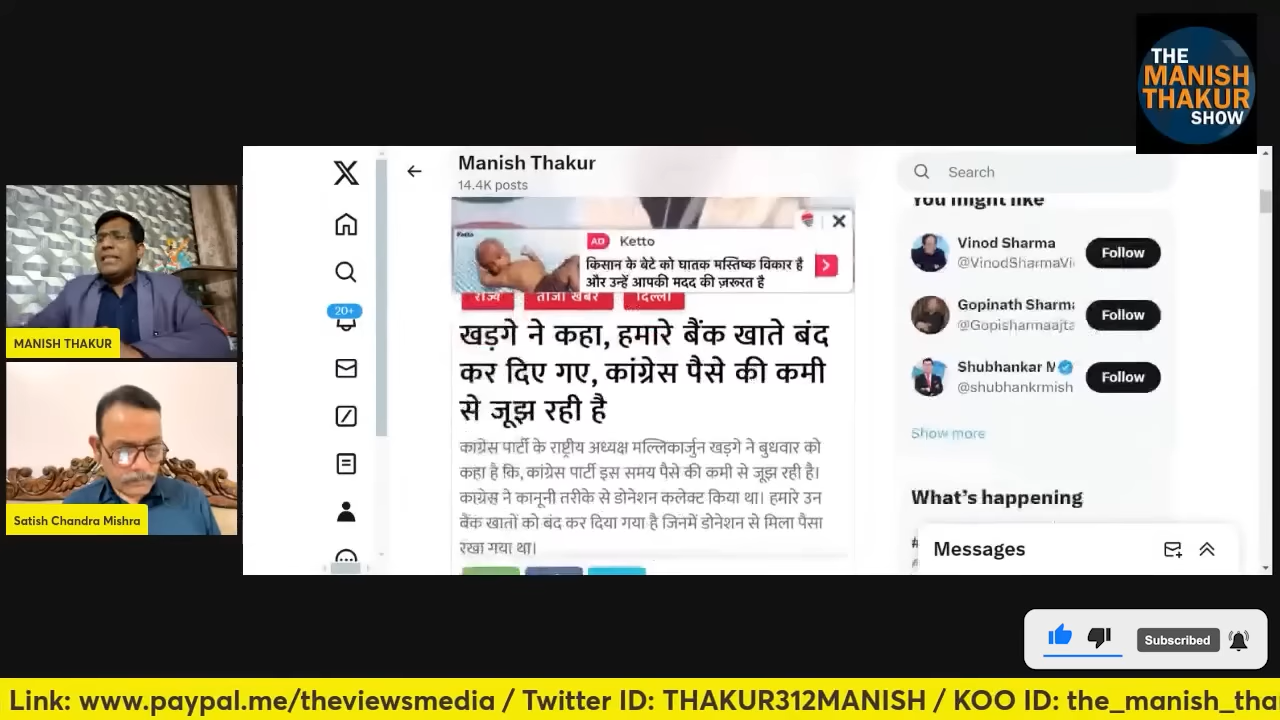 THE
MANISH
THAKUR
SHOW
MANISH THAKUR
Satish Chandra Mishra
X
20+
Manish Thakur
14.4K posts
Ketto
AD Ketto
किसान के बेटे को घातक मस्तिष्क विकार है
और उन्हें आपकी मदद की ज़रूरत है
राज्य ताजा खबर दिल्ली
खड़गे ने कहा, हमारे बैंक खाते बंद
कर दिए गए, कांग्रेस पैसे की कमी
से जूझ रही है
कांग्रेस पार्टी के राष्ट्रीय अध्यक्ष मल्लिकार्जुन खड़गे ने बुधवार को
कहा है कि, कांग्रेस पार्टी इस समय पैसे की कमी से जूझ रही है।
कांग्रेस ने कानूनी तरीके से डोनेशन कलेक्ट किया था। हमारे उन
बैंक खातों को बंद कर दिया गया है जिनमें डोनेशन से मिला पैसा
रखा गया था।
Search
You might like
Vinod Sharma
@VinodSharmaVi
Follow
Gopinath Sharma
@Gopisharmaajta
Follow
Shubhankar M
@shubhankrmish
Follow
Show more
What's happening
#
Messages
Subscribed
Link: www.paypal.me/theviewsmedia / Twitter ID: THAKUR312MANISH / KOO ID: the_manish_tha